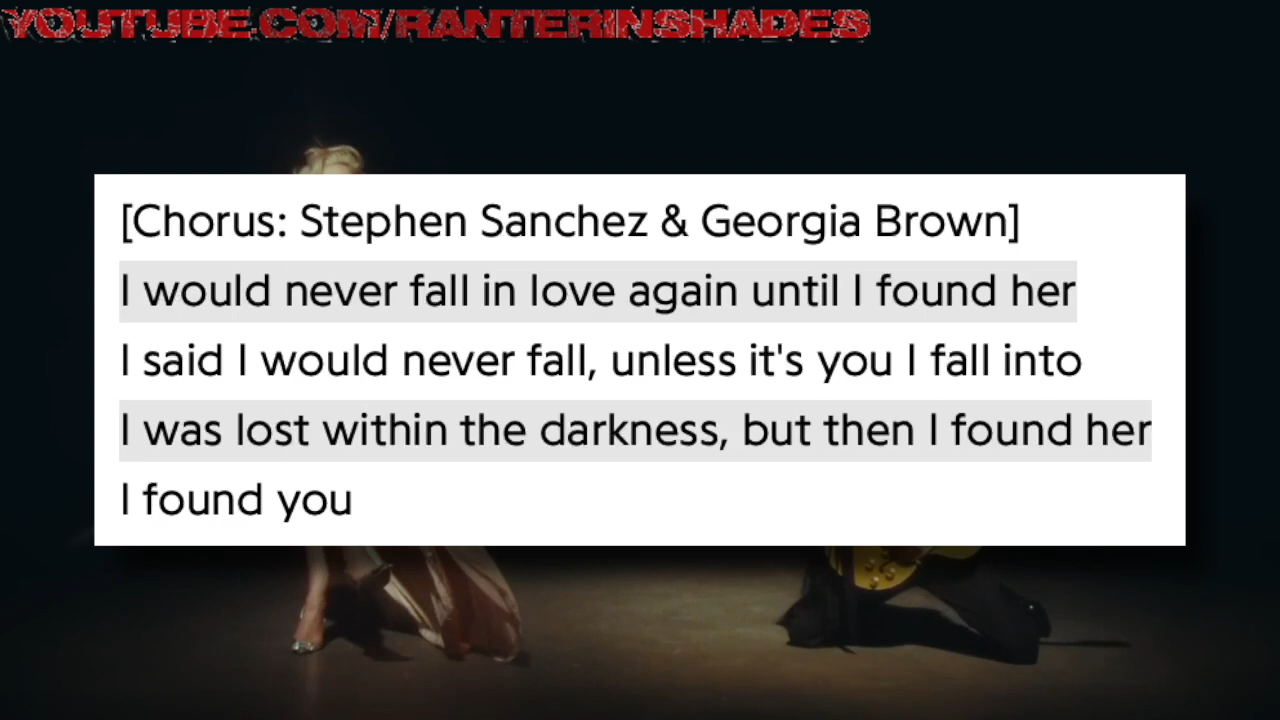 YOUTUBE.COM/RANTERINSHADES
[Chorus: Stephen Sanchez & Georgia Brown]
I would never fall in love again until I found her
I said I would never fall, unless it's you I fall into
I was lost within the darkness, but then I found her
I found you